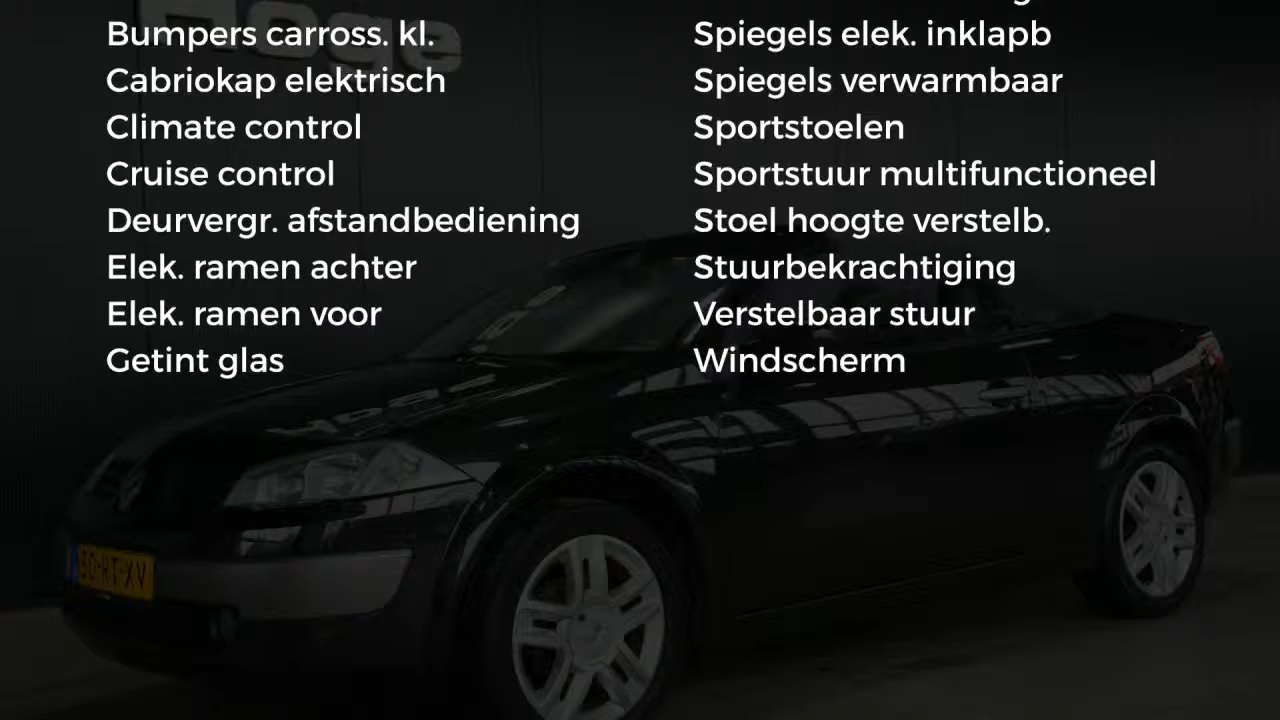 Bumpers carross. kl.
Cabriokap elektrisch
Climate control
Cruise control
Deurvergr. afstandbediening
Elek. ramen achter
Elek. ramen voor
Getint glas
Spiegels elek. inklapb
Spiegels verwarmbaar
Sportstoelen
Sportstuur multifunctioneel
Stoel hoogte verstelb.
Stuurbekrachtiging
Verstelbaar stuur
Windscherm